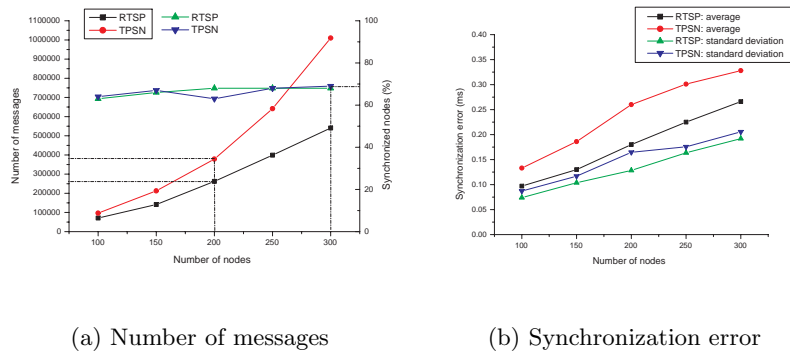 RTSP RTSP
TPSN TPSN
1100000
1000000
900000
800000
700000
600000
500000
400000
300000
200000
100000
0
Number of messages
100
80
60
40
20
0
Synchronized nodes (%)
100 150 200 250 300
Number of nodes
(a) Number of messages
RTSP: average
TPSN: average
RTSP: standard deviation
TPSN: standard deviation
0.40
0.35
0.30
0.25
0.20
0.15
0.10
0.05
0.00
Synchronization error (ms)
100 150 200 250 300
Number of nodes
(b) Synchronization error